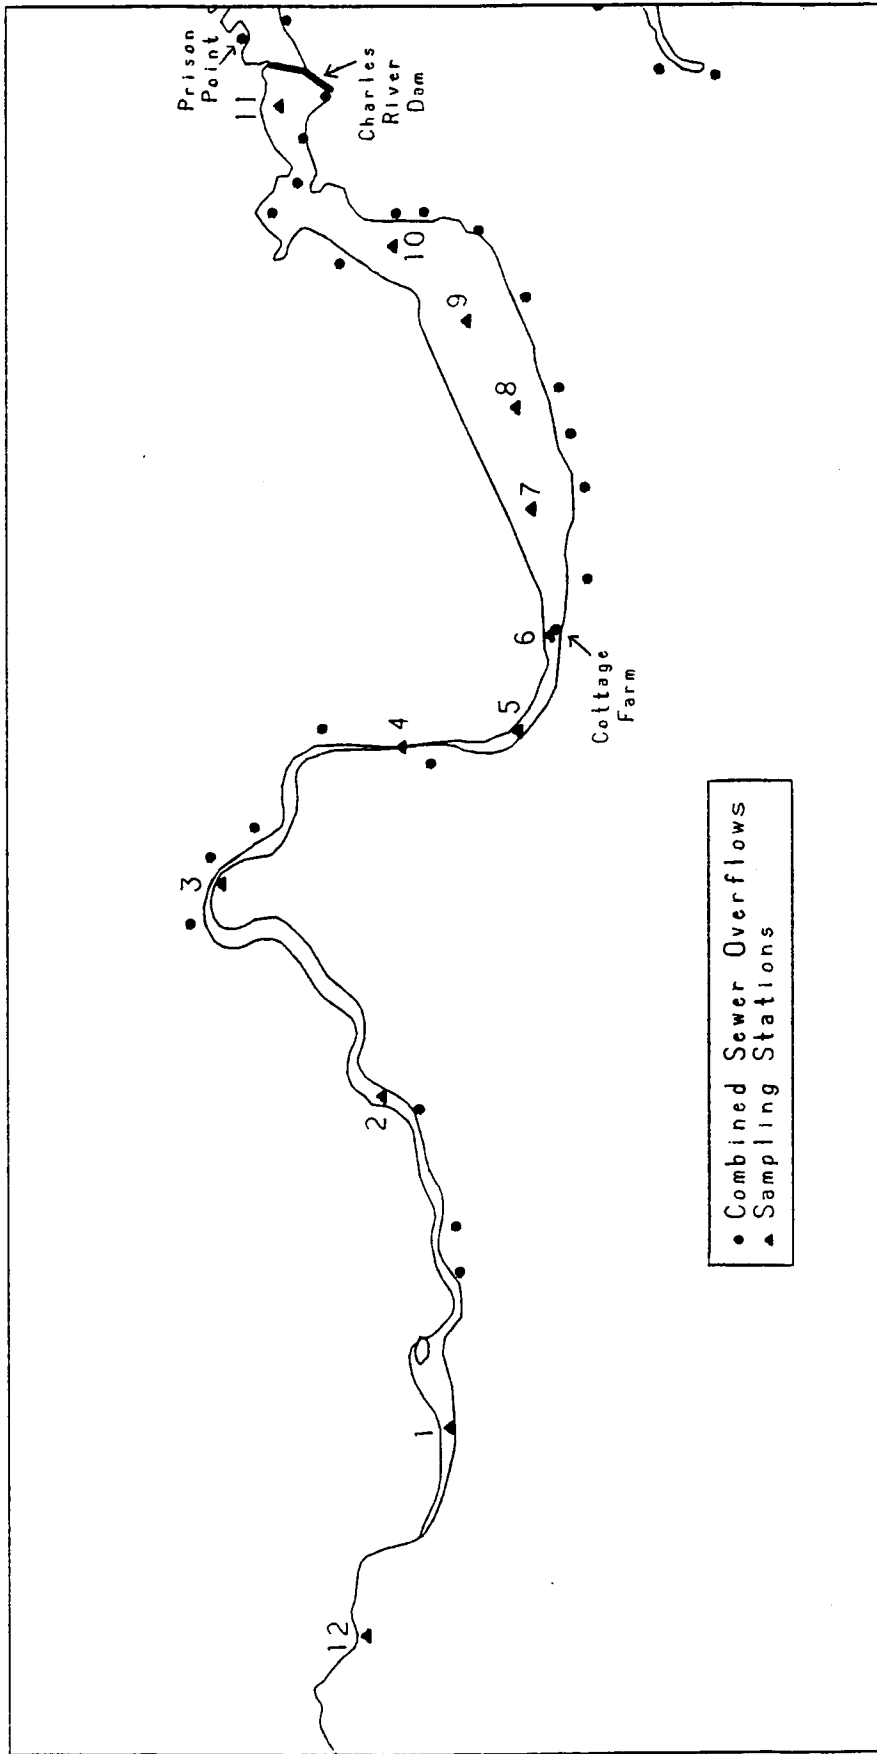 Prison
Point
11
Charles
River
Dam
10
9
8
7
6
Cottage
Farm
5
4
3
2
1
12
• Combined Sewer Overflows
▲ Sampling Stations